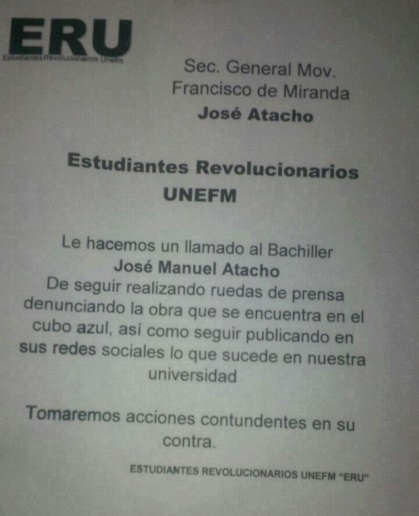 ERU
Estudiantes Revolucionarios Unefm
Sec. General Mov.
Francisco de Miranda
José Atacho
Estudiantes Revolucionarios
UNEFM
Le hacemos un llamado al Bachiller
José Manuel Atacho
De seguir realizando ruedas de prensa
denunciando la obra que se encuentra en el
cubo azul, así como seguir publicando en
sus redes sociales lo que sucede en nuestra
universidad
Tomaremos acciones contundentes en su
contra.
ESTUDIANTES REVOLUCIONARIOS UNEFM "ERU"